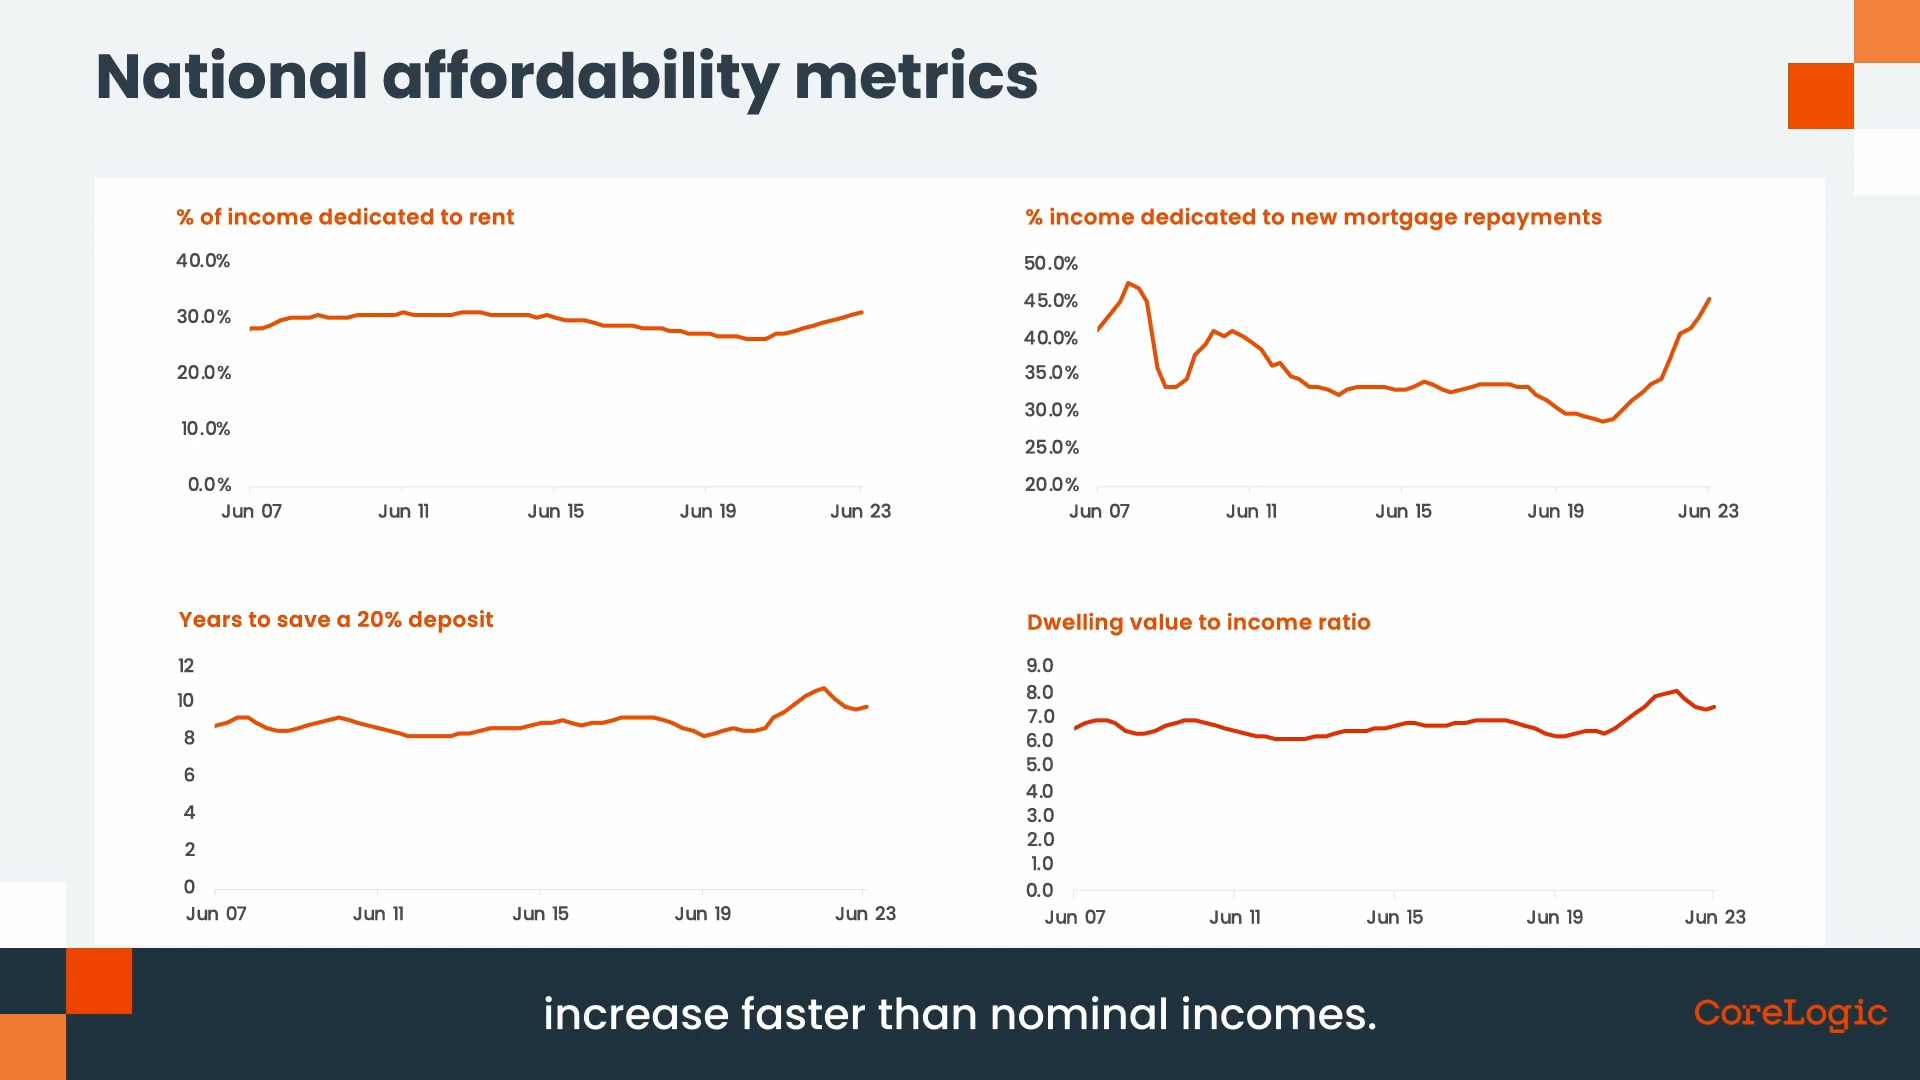 National affordability metrics
% of income dedicated to rent
40.0%
30.0%
20.0%
10.0%
0.0%
Jun 07 Jun 11 Jun 15 Jun 19 Jun 23
% income dedicated to new mortgage repayments
50.0%
45.0%
40.0%
35.0%
30.0%
25.0%
20.0%
Jun 07 Jun 11 Jun 15 Jun 19 Jun 23
Years to save a 20% deposit
12
10
8
6
4
2
0
Jun 07 Jun 11 Jun 15 Jun 19 Jun 23
Dwelling value to income ratio
9.0
8.0
7.0
6.0
5.0
4.0
3.0
2.0
1.0
0.0
Jun 07 Jun 11 Jun 15 Jun 19 Jun 23
increase faster than nominal incomes.
CoreLogic